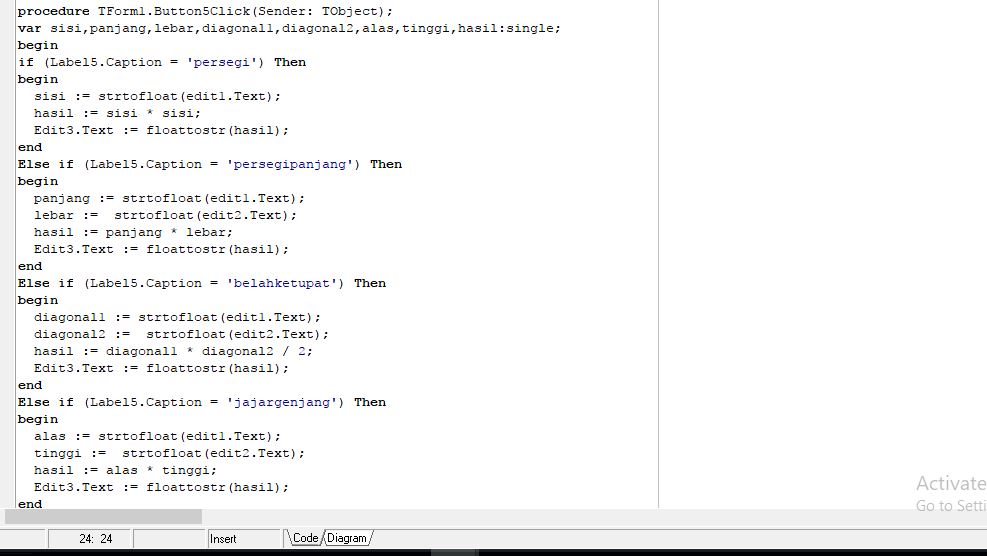 procedure TForm1.Button5Click(Sender: TObject);
var sisi,panjang,lebar,diagonal1,diagonal2,alas,tinggi,hasil:single;
begin
if (Label5.Caption = 'persegi') Then
begin
  sisi := strtofloat(edit1.Text);
  hasil := sisi * sisi;
  Edit3.Text := floattostr(hasil);
end
Else if (Label5.Caption = 'persegipanjang') Then
begin
  panjang := strtofloat(edit1.Text);
  lebar :=  strtofloat(edit2.Text);
  hasil := panjang * lebar;
  Edit3.Text := floattostr(hasil);
end
Else if (Label5.Caption = 'belahketupat') Then
begin
  diagonal1 := strtofloat(edit1.Text);
  diagonal2 :=  strtofloat(edit2.Text);
  hasil := diagonal1 * diagonal2 / 2;
  Edit3.Text := floattostr(hasil);
end
Else if (Label5.Caption = 'jajargenjang') Then
begin
  alas := strtofloat(edit1.Text);
  tinggi :=  strtofloat(edit2.Text);
  hasil := alas * tinggi;
  Edit3.Text := floattostr(hasil);
end
Activate
Go to Setti
24: 24 Insert Code Diagram